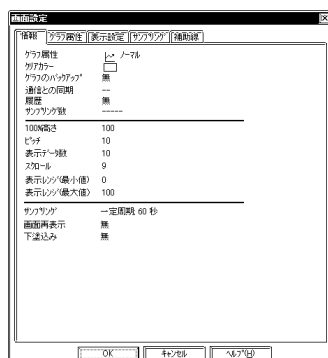 画面設定
情報 グラフ属性 表示設定 サンプリング 補助線
グラフ属性 ノーマル
クリアカラー
グラフのバックアップ 無
通信との同期 --
履歴 無
サンプリング数 -----
100%高さ 100
ピッチ 10
表示データ数 10
スクロール 9
表示レンジ(最小値) 0
表示レンジ(最大値) 100
サンプリング 一定周期 60 秒
画面再表示 無
下塗込み 無
OK キャンセル ヘルプ(H)